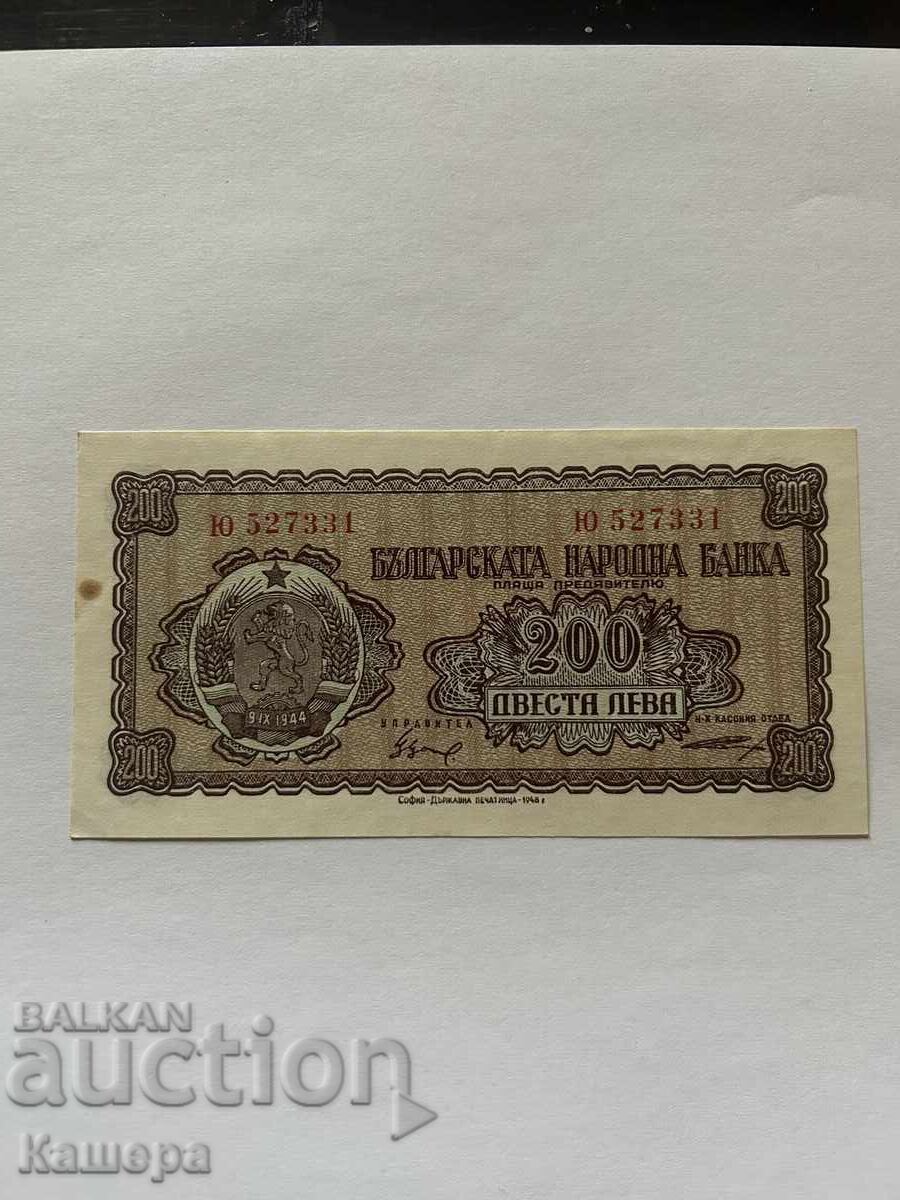 200
200
Ю 527331
Ю 527331
БЪЛГАРСКАТА НАРОДНА БАНКА
ПЛАЩА ПРЕДЯВИТЕЛЮ
200
ДВЕСТА ЛЕВА
9·IX 1944
УПРАВИТЕЛ
Н-К КАСОВИЯ ОТДЕЛ
200
200
СОФИЯ-ДЪРЖАВНА ПЕЧАТНИЦА-1948 г
BALKAN
auction
Кашера